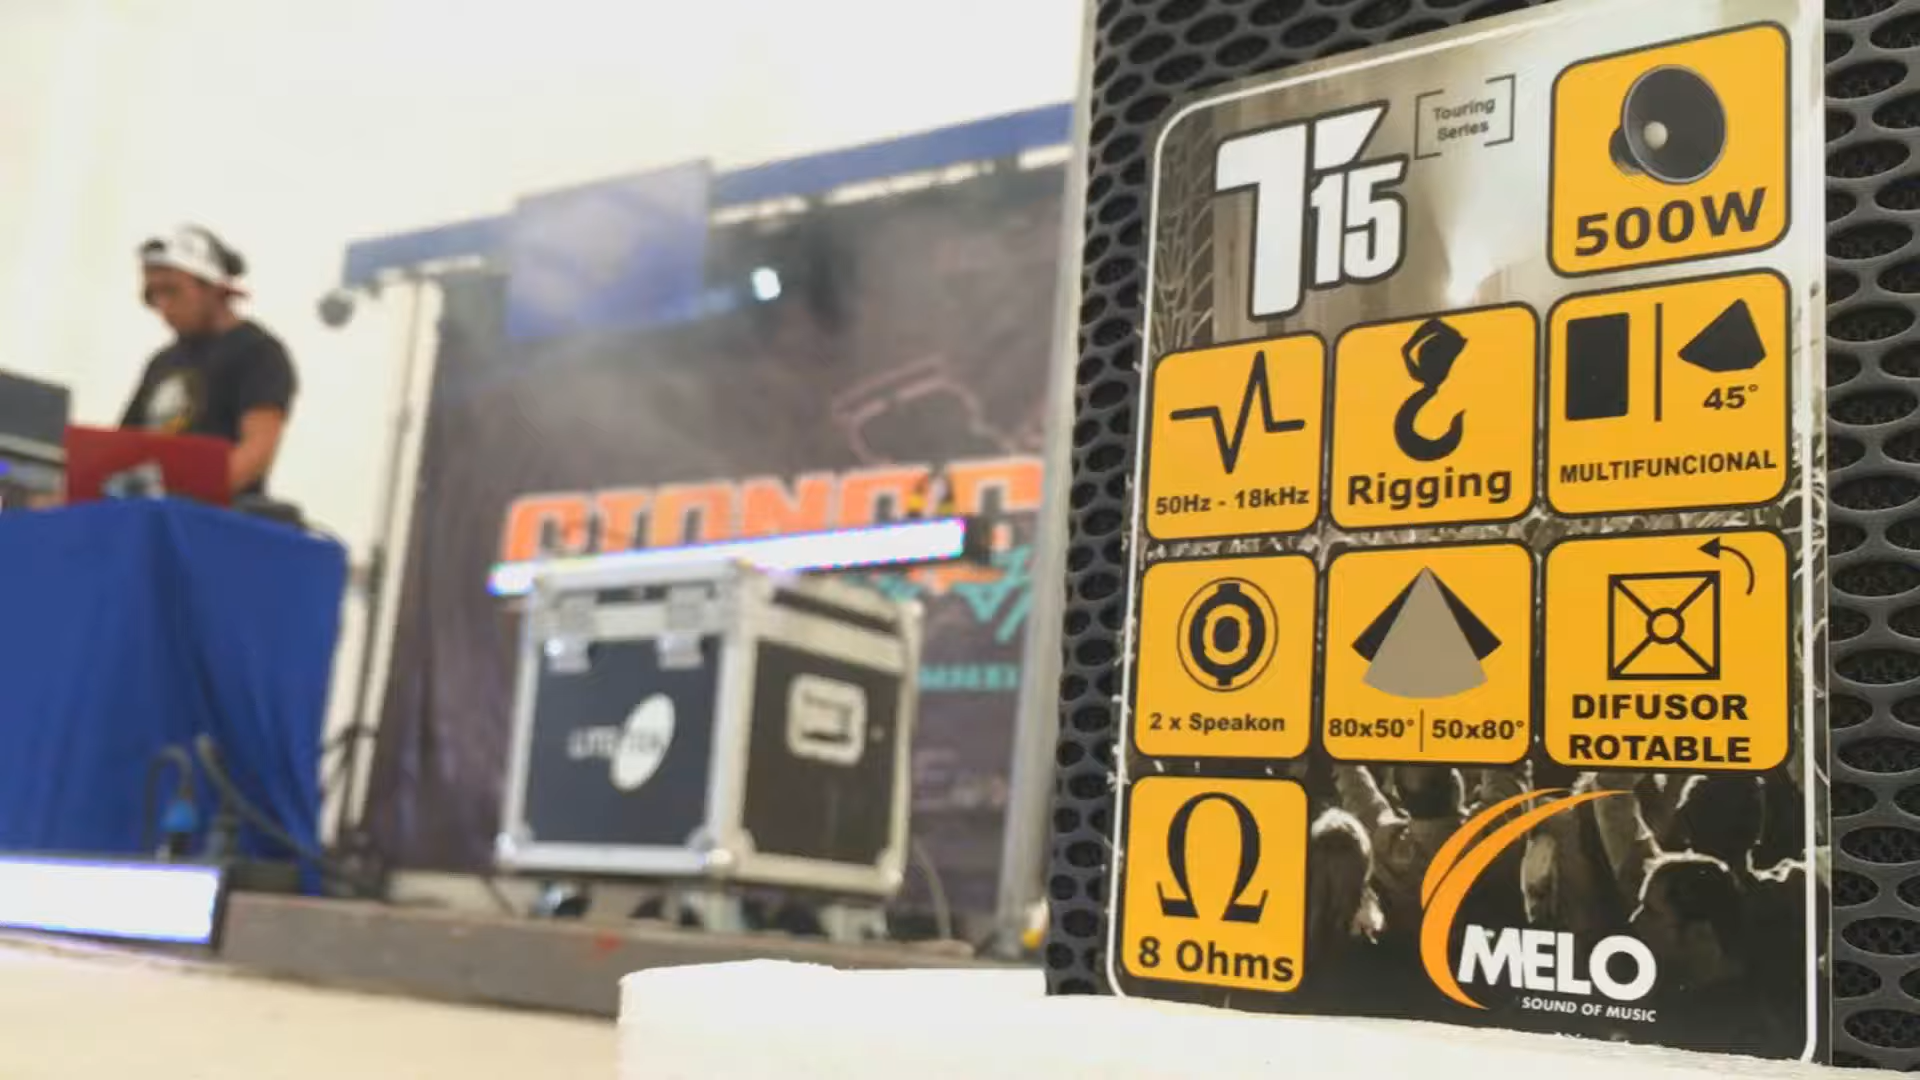 T15
Touring
Series
500W
50Hz - 18kHz
Rigging
45°
MULTIFUNCIONAL
2 x Speakon
80x50° | 50x80°
DIFUSOR
ROTABLE
8 Ohms
MELO
SOUND OF MUSIC